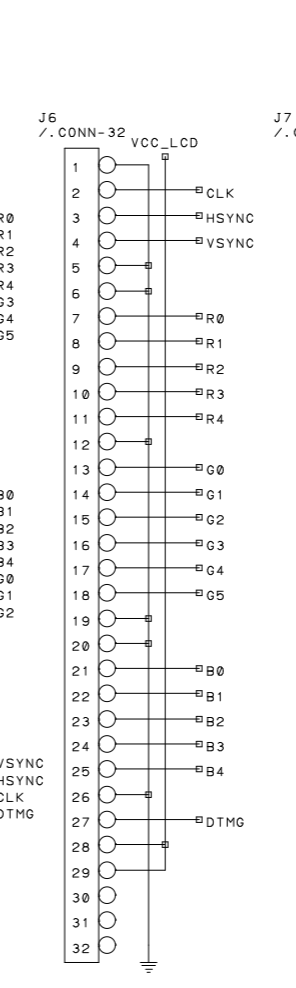 J6
/.CONN-32
VCC_LCD
J7
1
2 CLK
3 HSYNC
4 VSYNC
5
6
7 R0
8 R1
9 R2
10 R3
11 R4
12
13 G0
14 G1
15 G2
16 G3
17 G4
18 G5
19
20
21 B0
22 B1
23 B2
24 B3
25 B4
26
27 DTMG
28
29
30
31
32
R0
R1
R2
R3
R4
G3
G4
G5
B0
B1
B2
B3
B4
G0
G1
G2
VSYNC
HSYNC
CLK
DTMG